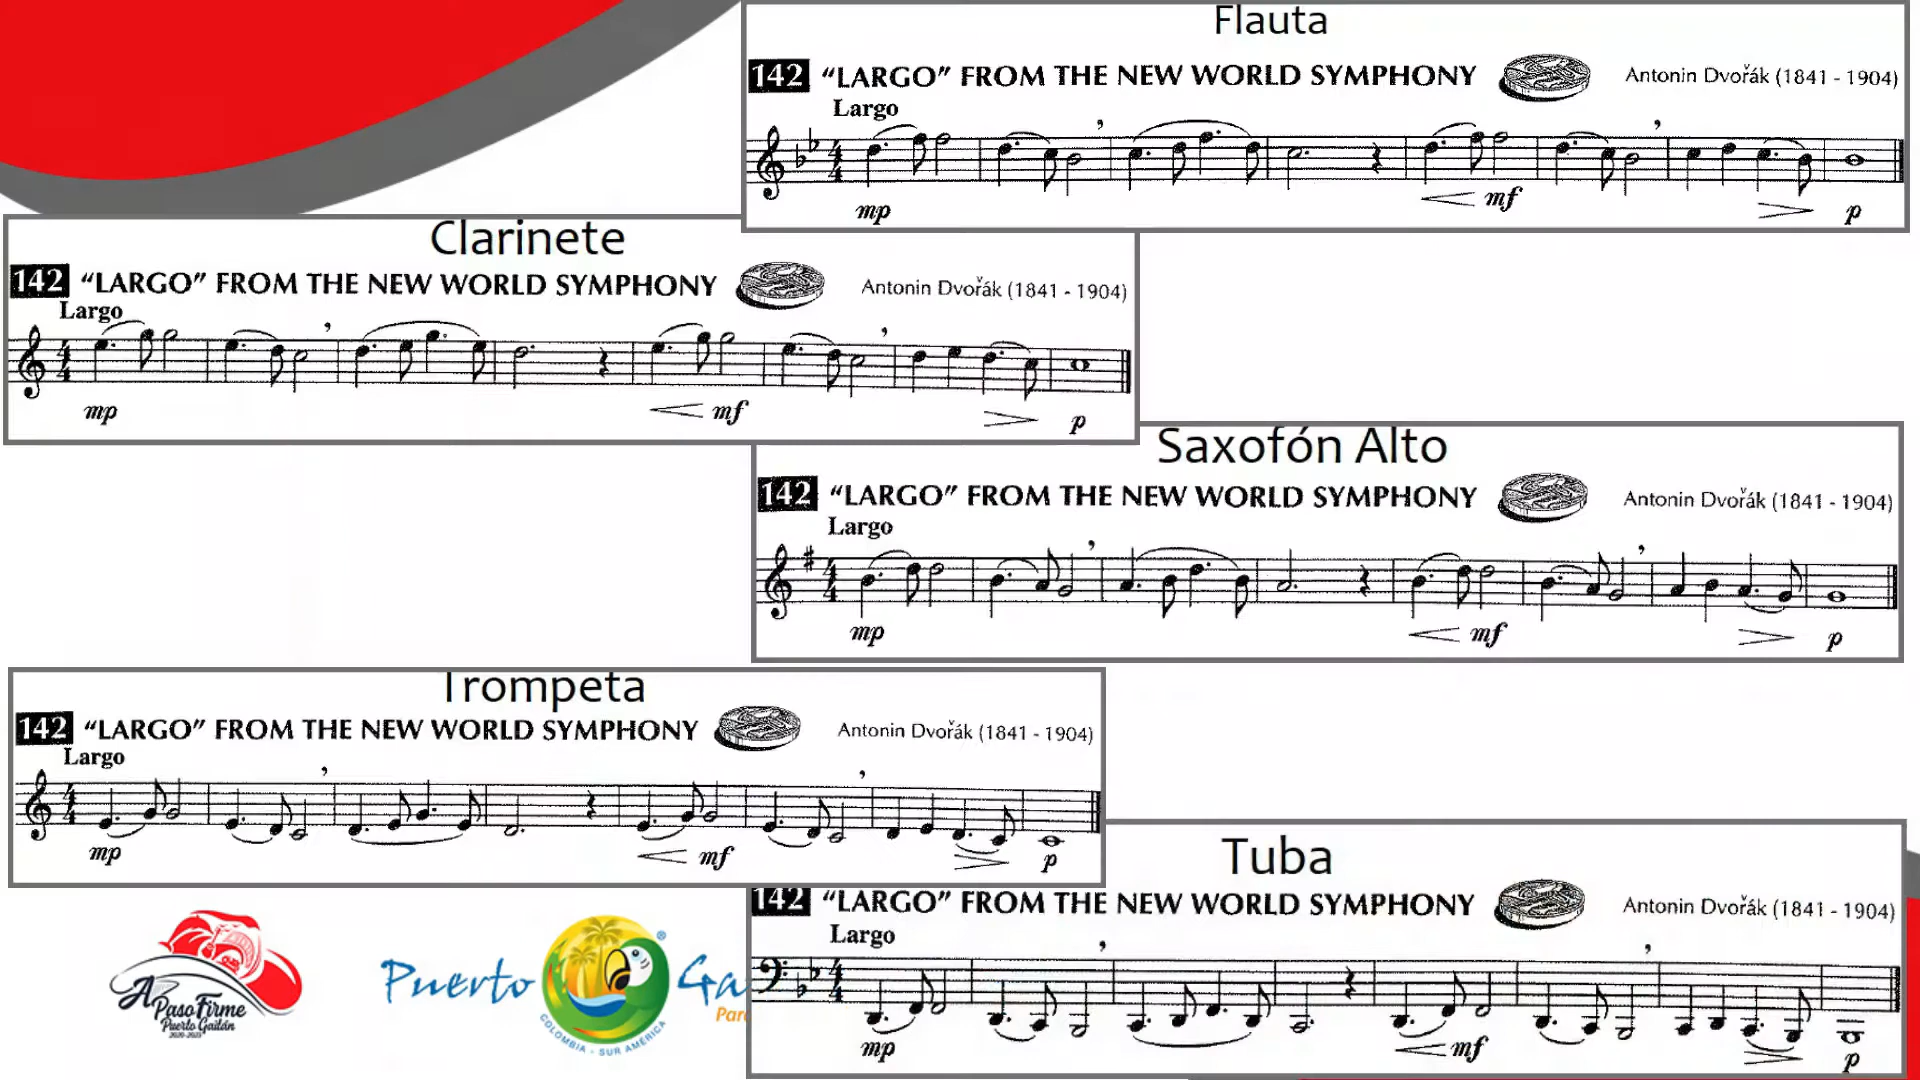 Flauta
142 “LARGO” FROM THE NEW WORLD SYMPHONY Antonin Dvořák (1841 - 1904)
Largo
mp mf p
Clarinete
142 “LARGO” FROM THE NEW WORLD SYMPHONY Antonin Dvořák (1841 - 1904)
Largo
mp mf p
Saxofón Alto
142 “LARGO” FROM THE NEW WORLD SYMPHONY Antonin Dvořák (1841 - 1904)
Largo
mp mf p
Trompeta
142 “LARGO” FROM THE NEW WORLD SYMPHONY Antonin Dvořák (1841 - 1904)
Largo
mp mf p
Tuba
142 “LARGO” FROM THE NEW WORLD SYMPHONY Antonin Dvořák (1841 - 1904)
Largo
mp mf p
A Paso Firme
Puerto Gaitán
Puerto Ga
COLOMBIA - SUR AMÉRICA